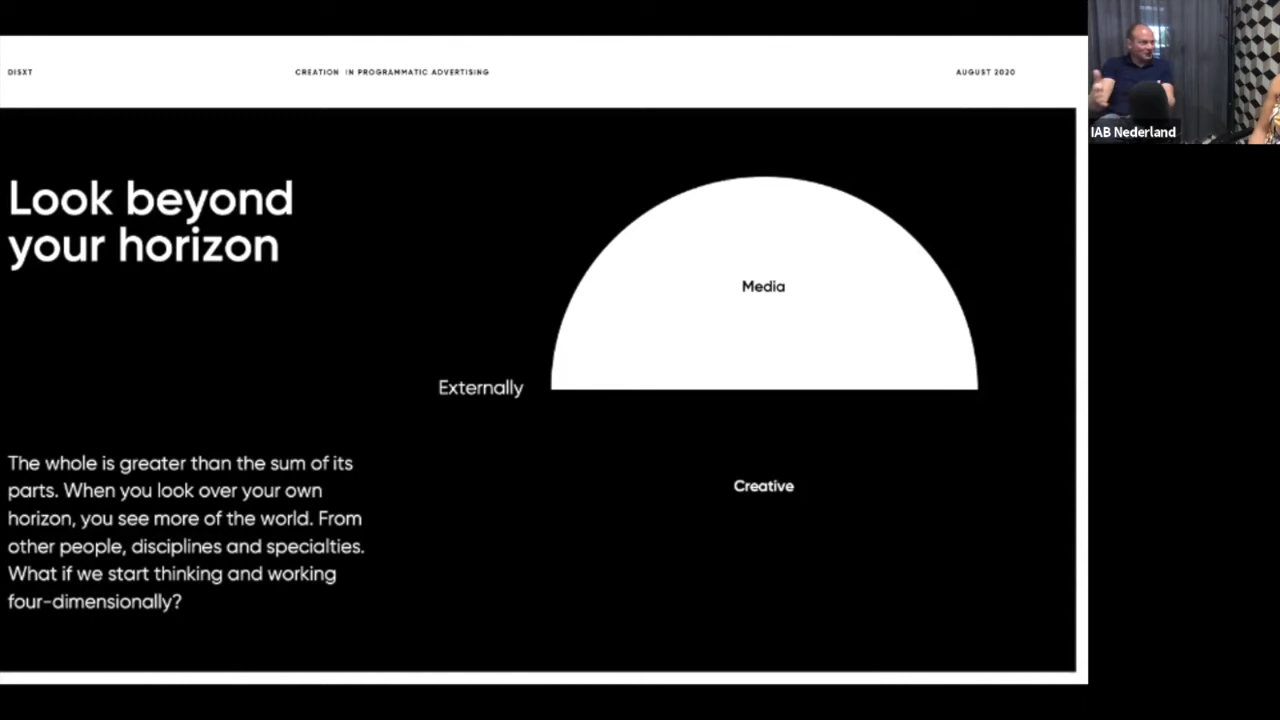 DISXT
CREATION IN PROGRAMMATIC ADVERTISING
AUGUST 2020
IAB Nederland
Look beyond
your horizon
Media
Externally
The whole is greater than the sum of its
parts. When you look over your own
horizon, you see more of the world. From
other people, disciplines and specialties.
What if we start thinking and working
four-dimensionally?
Creative